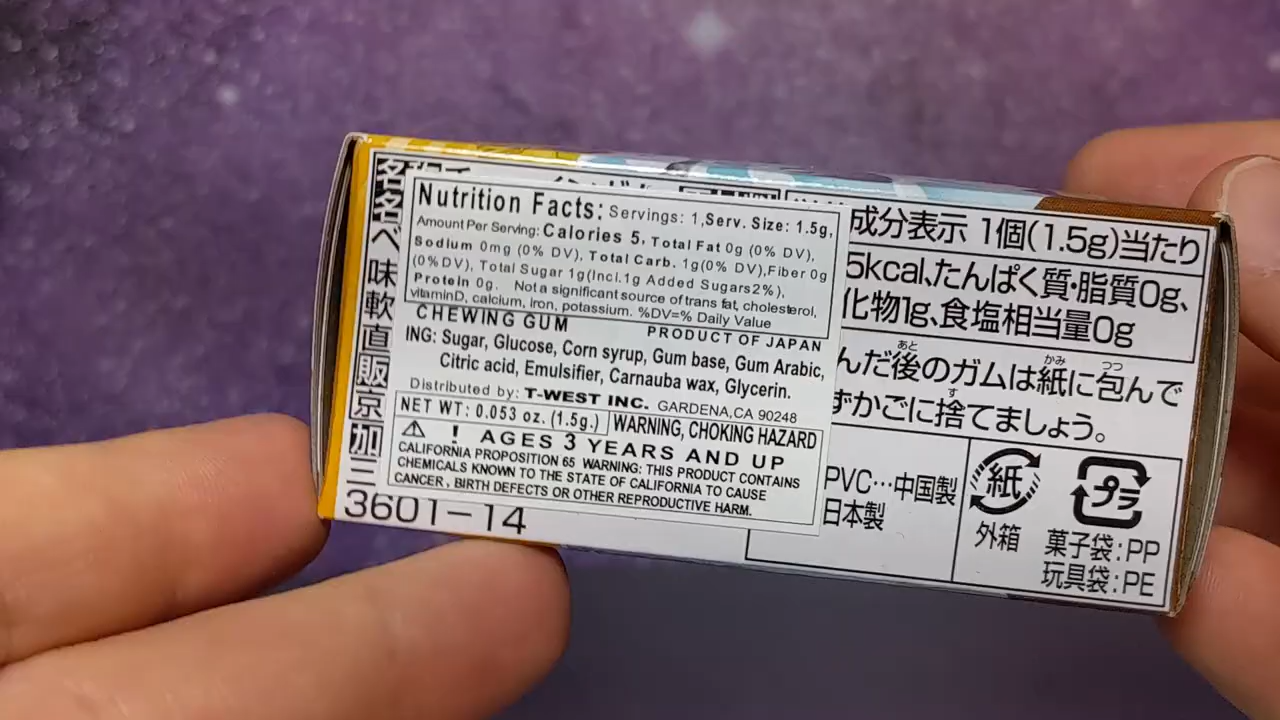 Nutrition Facts: Servings: 1,Serv. Size: 1.5g,
Amount Per Serving: Calories 5, Total Fat 0g (0% DV),
Sodium 0mg (0% DV), Total Carb. 1g(0% DV),Fiber 0g
(0%DV), Total Sugar 1g(Incl.1g Added Sugars2%),
Protein 0g. Not a significant source of trans fat, cholesterol,
vitaminD, calcium, iron, potassium. %DV=% Daily Value
CHEWING GUM
PRODUCT OF JAPAN
ING: Sugar, Glucose, Corn syrup, Gum base, Gum Arabic,
Citric acid, Emulsifier, Carnauba wax, Glycerin.
Distributed by: T-WEST INC. GARDENA,CA 90248
NET WT: 0.053 oz. (1.5g.) WARNING, CHOKING HAZARD
! AGES 3 YEARS AND UP
CALIFORNIA PROPOSITION 65 WARNING: THIS PRODUCT CONTAINS
CHEMICALS KNOWN TO THE STATE OF CALIFORNIA TO CAUSE
CANCER, BIRTH DEFECTS OR OTHER REPRODUCTIVE HARM.
味
軟
直
販
京
加
三
3601-14
成分表示 1個(1.5g)当たり
5kcal､たんぱく質･脂質0g､
化物1g､食塩相当量0g
んだ後のガムは紙に包んで
ずかごに捨てましょう。
PVC…中国製
日本製
紙
外箱
プラ
菓子袋:PP
玩具袋:PE